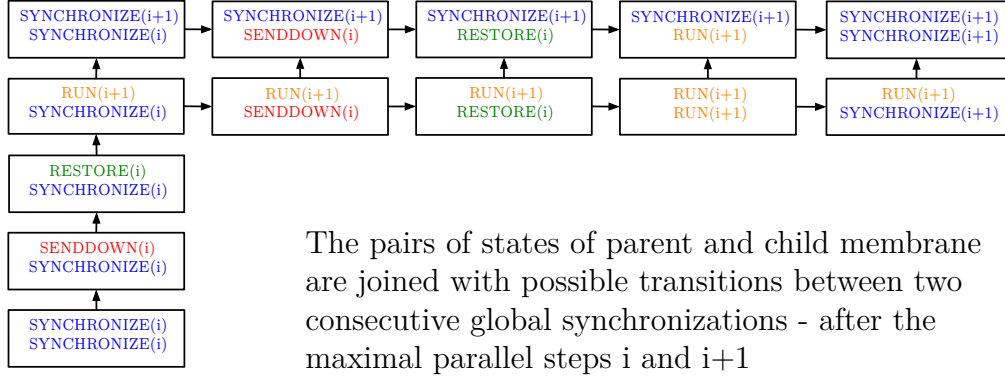 SYNCHRONIZE(i+1) SYNCHRONIZE(i+1) SYNCHRONIZE(i+1) SYNCHRONIZE(i+1) SYNCHRONIZE(i+1)
SYNCHRONIZE(i) SENDDOWN(i) RESTORE(i) RUN(i+1) SYNCHRONIZE(i+1)
RUN(i+1) RUN(i+1) RUN(i+1) RUN(i+1) RUN(i+1)
SYNCHRONIZE(i) SENDDOWN(i) RESTORE(i) RUN(i+1) SYNCHRONIZE(i+1)
RESTORE(i)
SYNCHRONIZE(i)
SENDDOWN(i)
SYNCHRONIZE(i)
SYNCHRONIZE(i)
SYNCHRONIZE(i)
The pairs of states of parent and child membrane
are joined with possible transitions between two
consecutive global synchronizations - after the
maximal parallel steps i and i+1